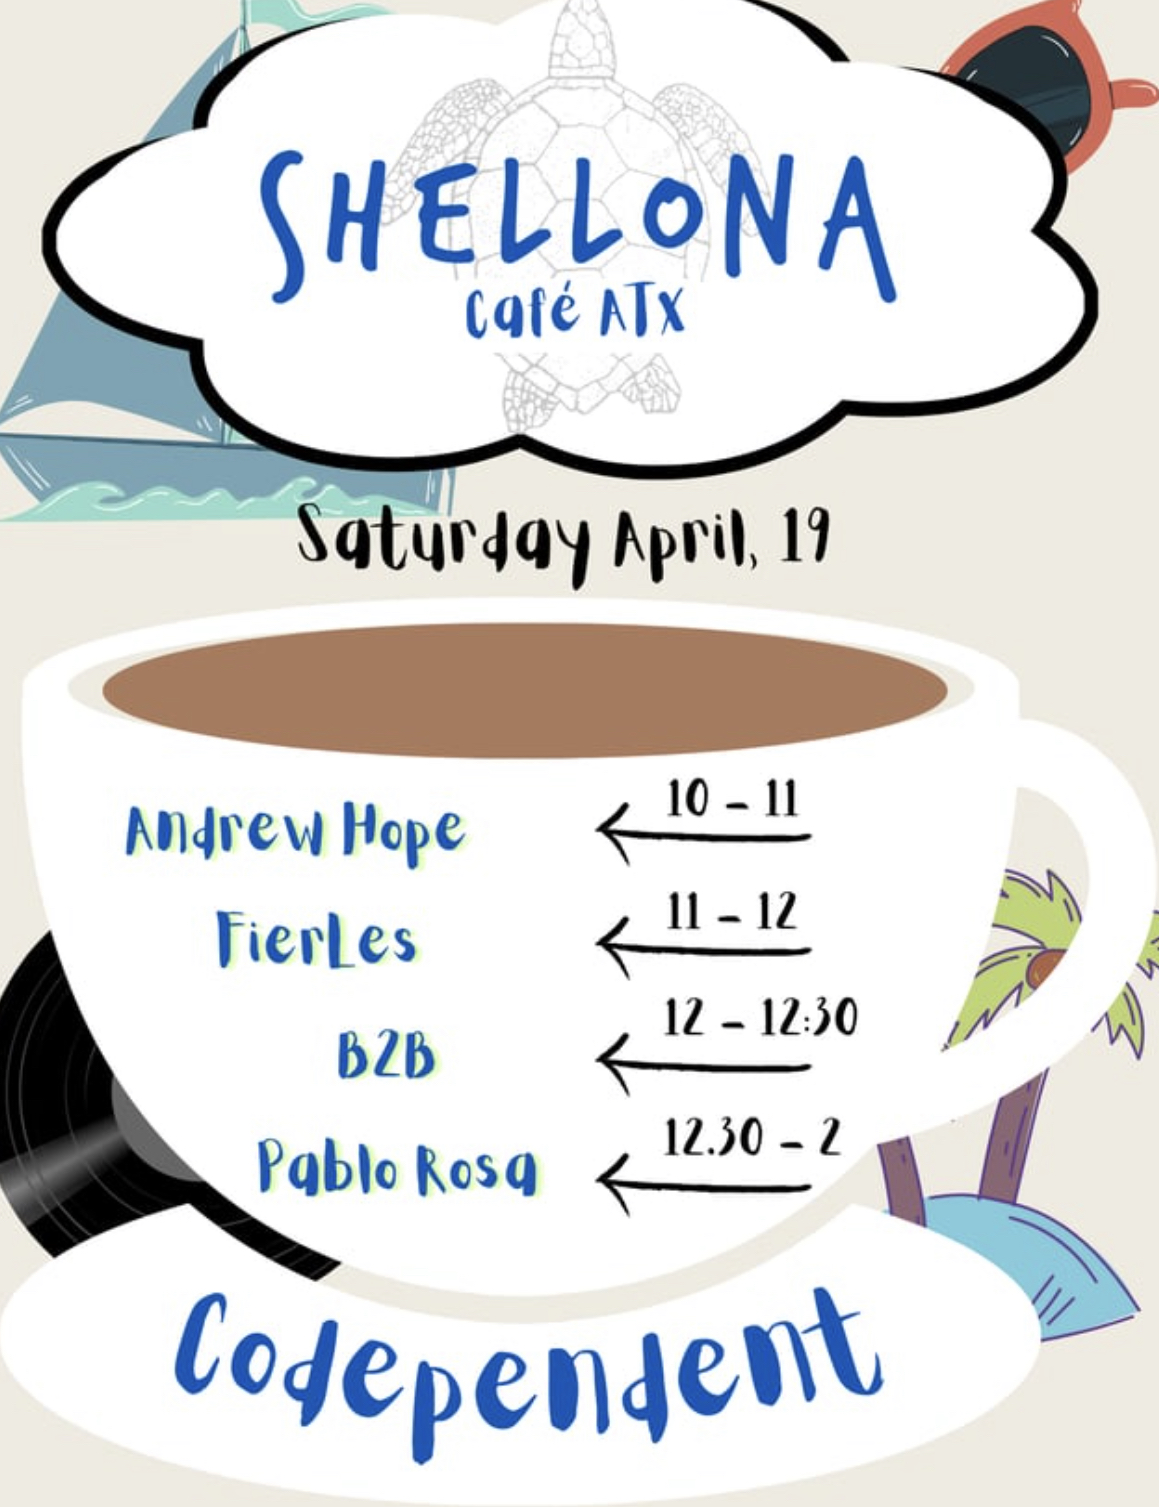 SHELLONA
Café ATX
Saturday April, 19
Andrew Hope
10 - 11
FierLes
11 - 12
B2B
12 - 12:30
Pablo Rosa
12.30 - 2
Codependent